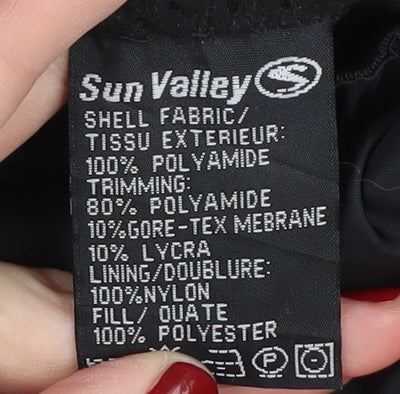 Sun Valley
SHELL FABRIC/
TISSU EXTERIEUR:
100% POLYAMIDE
TRIMMING:
80% POLYAMIDE
10%GORE-TEX MEBRANE
10% LYCRA
LINING/DOUBLURE:
100%NYLON
FILL/ OUATE
100% POLYESTER
P